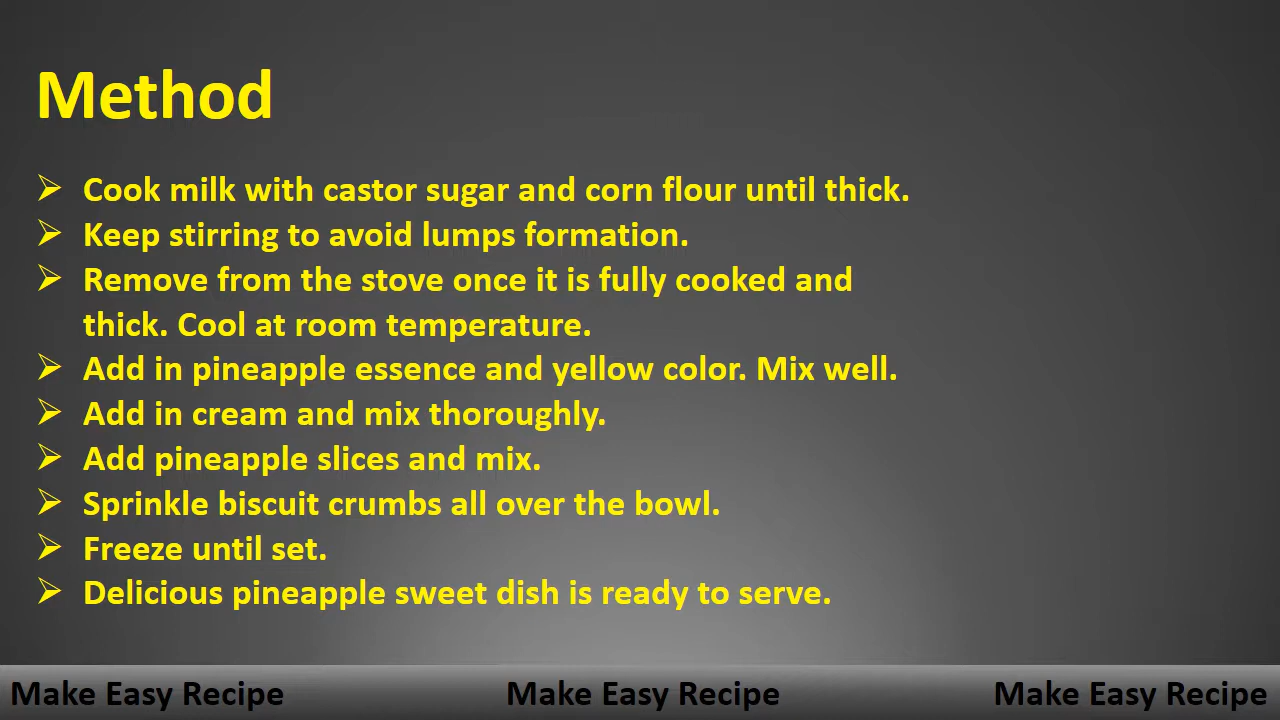 Method
➢ Cook milk with castor sugar and corn flour until thick.
➢ Keep stirring to avoid lumps formation.
➢ Remove from the stove once it is fully cooked and
thick. Cool at room temperature.
➢ Add in pineapple essence and yellow color. Mix well.
➢ Add in cream and mix thoroughly.
➢ Add pineapple slices and mix.
➢ Sprinkle biscuit crumbs all over the bowl.
➢ Freeze until set.
➢ Delicious pineapple sweet dish is ready to serve.
Make Easy Recipe Make Easy Recipe Make Easy Recipe